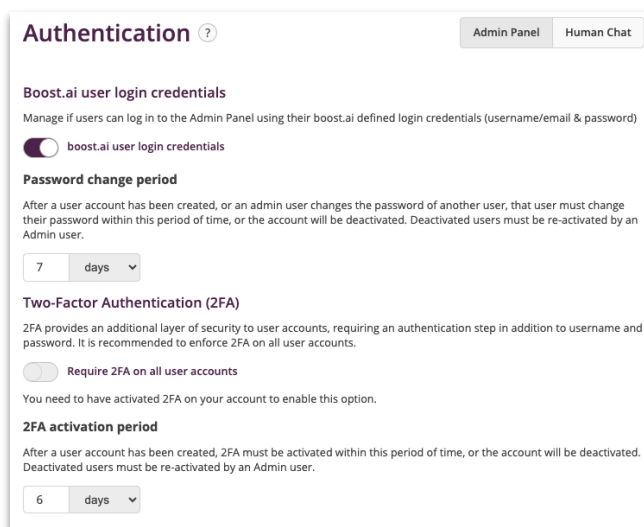 Authentication ?
Admin Panel Human Chat
Boost.ai user login credentials
Manage if users can log in to the Admin Panel using their boost.ai defined login credentials (username/email & password)
boost.ai user login credentials
Password change period
After a user account has been created, or an admin user changes the password of another user, that user must change
their password within this period of time, or the account will be deactivated. Deactivated users must be re-activated by an
Admin user.
7 days
Two-Factor Authentication (2FA)
2FA provides an additional layer of security to user accounts, requiring an authentication step in addition to username and
password. It is recommended to enforce 2FA on all user accounts.
Require 2FA on all user accounts
You need to have activated 2FA on your account to enable this option.
2FA activation period
After a user account has been created, 2FA must be activated within this period of time, or the account will be deactivated.
Deactivated users must be re-activated by an Admin user.
6 days